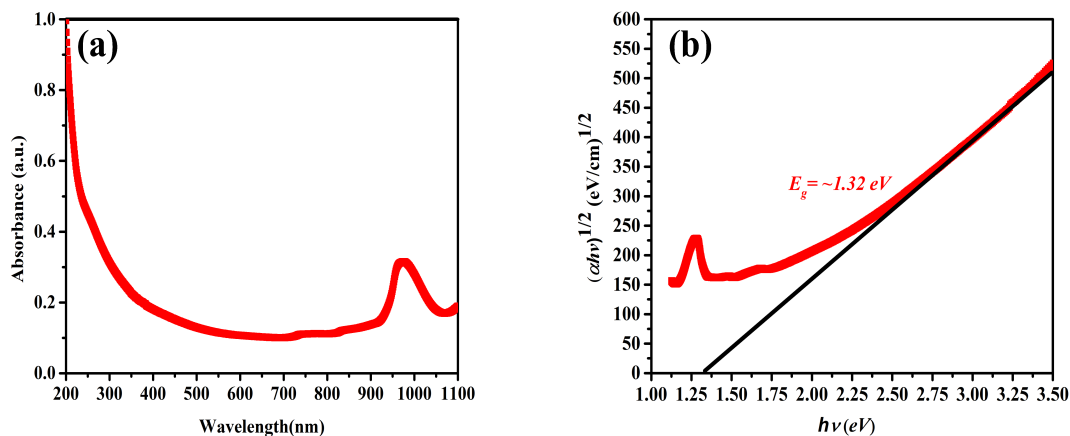 (a)
1.0
0.8
0.6
0.4
0.2
0.0
200 300 400 500 600 700 800 900 1000 1100
Absorbance (a.u.)
Wavelength(nm)
(b)
600
550
500
450
400
350
300
250
200
150
100
50
0
1.00 1.25 1.50 1.75 2.00 2.25 2.50 2.75 3.00 3.25 3.50
(αhν)1/2 (eV/cm)1/2
hν (eV)
Eg= ~1.32 eV